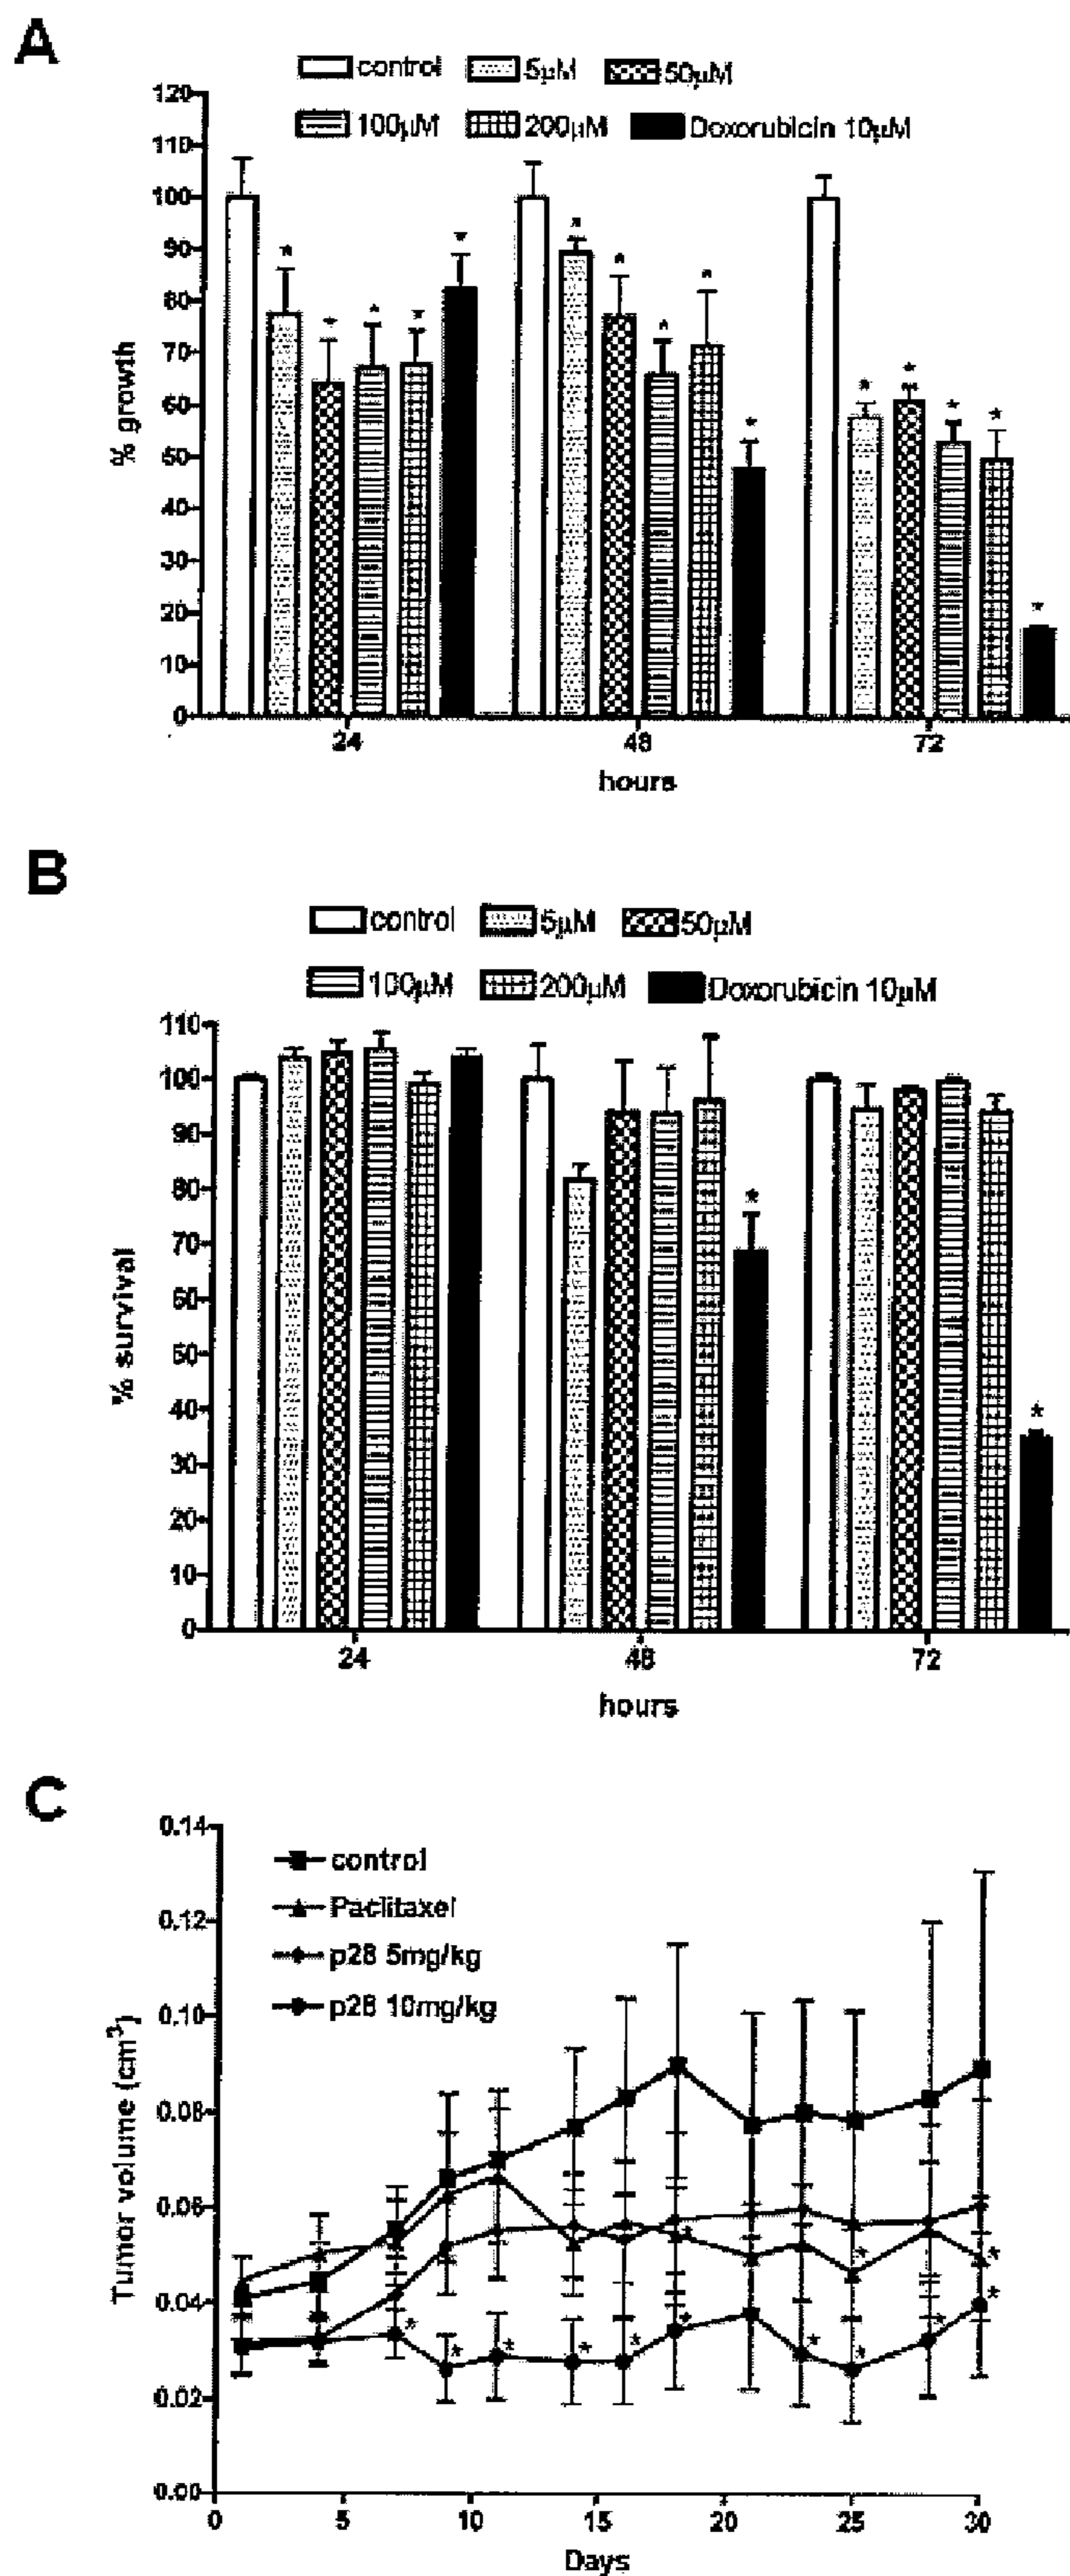 A
control 5µM 50µM
100µM 200µM Doxorubicin 10µM
120
110
100
90
80
70
60
50
40
30
20
10
0
% growth
24 48 72
hours
B
control 5µM 50µM
100µM 200µM Doxorubicin 10µM
110
100
90
80
70
60
50
40
30
20
10
0
% survival
24 48 72
hours
C
control
Paclitaxel
p28 5mg/kg
p28 10mg/kg
0.14
0.12
0.10
0.08
0.06
0.04
0.02
0.00
Tumor volume (cm³)
0 5 10 15 20 25 30
Days